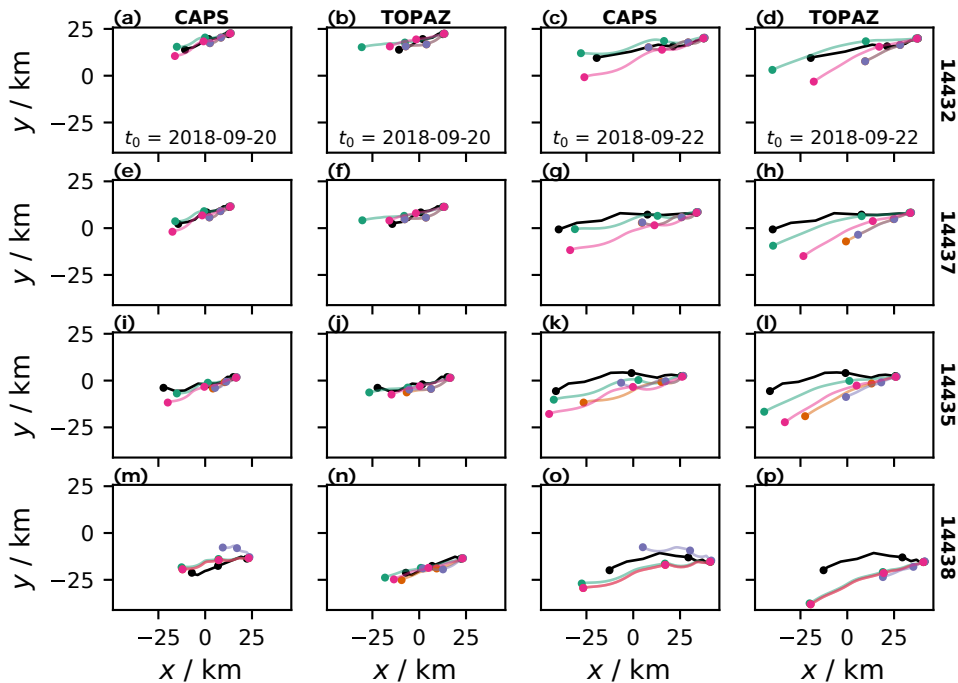 CAPS TOPAZ CAPS TOPAZ
(a) (b) (c) (d)
25
0
−25
y / km
t₀ = 2018-09-20 t₀ = 2018-09-20 t₀ = 2018-09-22 t₀ = 2018-09-22
14432
(e) (f) (g) (h)
25
0
−25
y / km
14437
(i) (j) (k) (l)
25
0
−25
y / km
14435
(m) (n) (o) (p)
25
0
−25
y / km
14438
−25 0 25 −25 0 25 −25 0 25 −25 0 25
x / km x / km x / km x / km